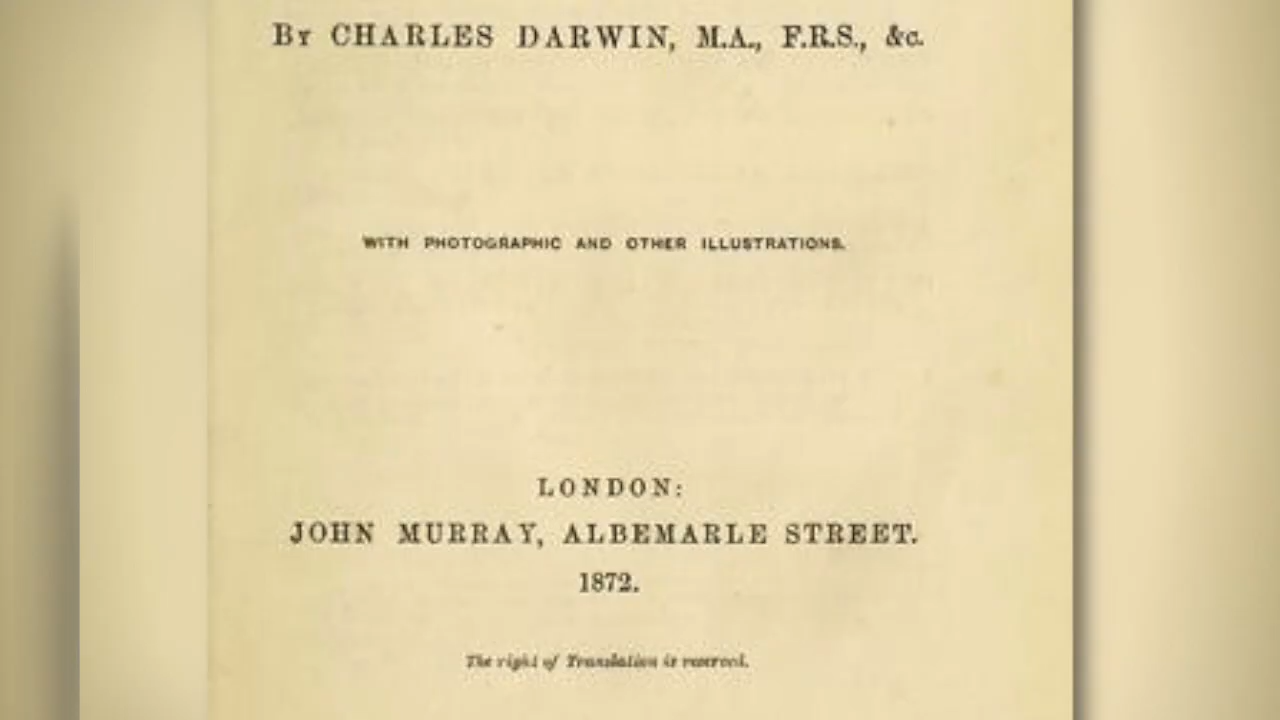 By CHARLES DARWIN, M.A., F.R.S., &c.
WITH PHOTOGRAPHIC AND OTHER ILLUSTRATIONS.
LONDON:
JOHN MURRAY, ALBEMARLE STREET.
1872.
The right of Translation is reserved.